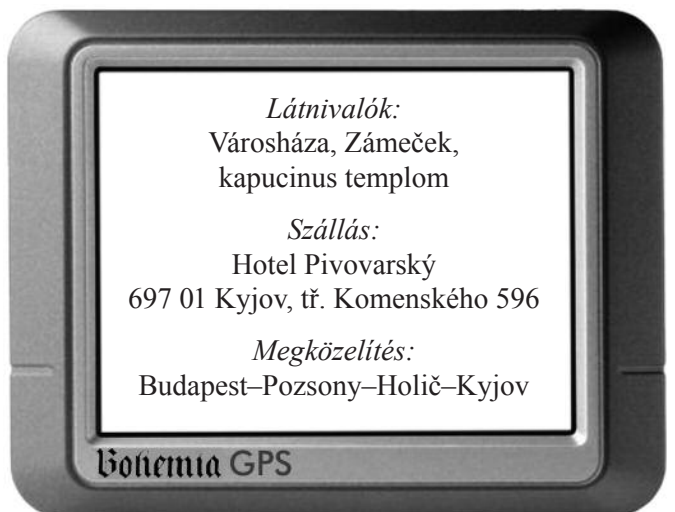 Látnivalók:
Városháza, Zámeček,
kapucinus templom
Szállás:
Hotel Pivovarský
697 01 Kyjov, tř. Komenského 596
Megközelítés:
Budapest–Pozsony–Holič–Kyjov
Bohemia GPS